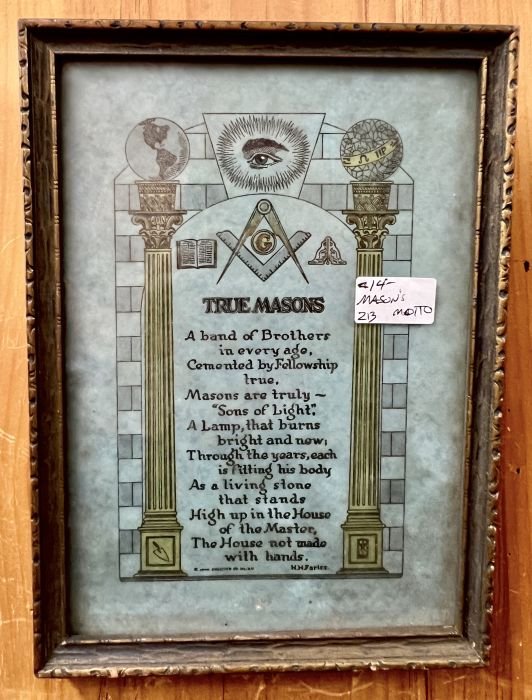 G
TRUE MASONS
14-
MASON'S
213 MOTTO
A band of Brothers
in every age,
Cemented by Fellowship
true,
Masons are truly ~
"Sons of Light".
A Lamp, that burns
bright and new;
Through the years, each
is fitting his body
As a living stone
that stands
High up in the House
of the Master,
The House not made
with hands.
H.H.Fariss